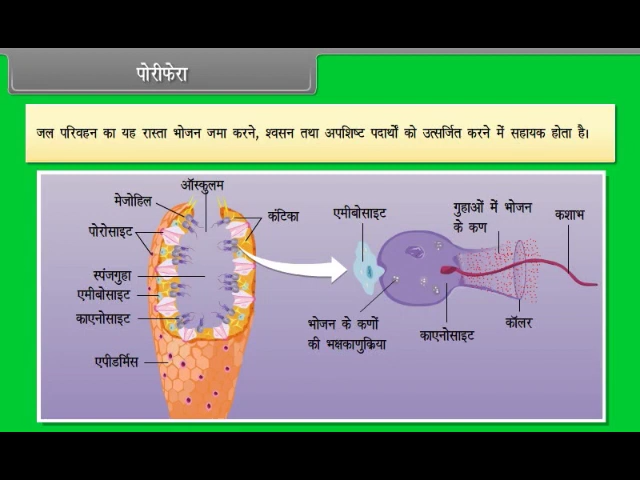 पोरीफेरा
जल परिवहन का यह रास्ता भोजन जमा करने, श्वसन तथा अपशिष्ट पदार्थों को उत्सर्जित करने में सहायक होता है।
ऑस्कुलम
मेजोहिल
कंटिका
पोरोसाइट
स्पंजगुहा
एमीबोसाइट
काएनोसाइट
एपीडर्मिस
एमीबोसाइट
गुहाओं में भोजन
के कण
कशाभ
भोजन के कणों
की भक्षकाणुक्रिया
काएनोसाइट
कॉलर